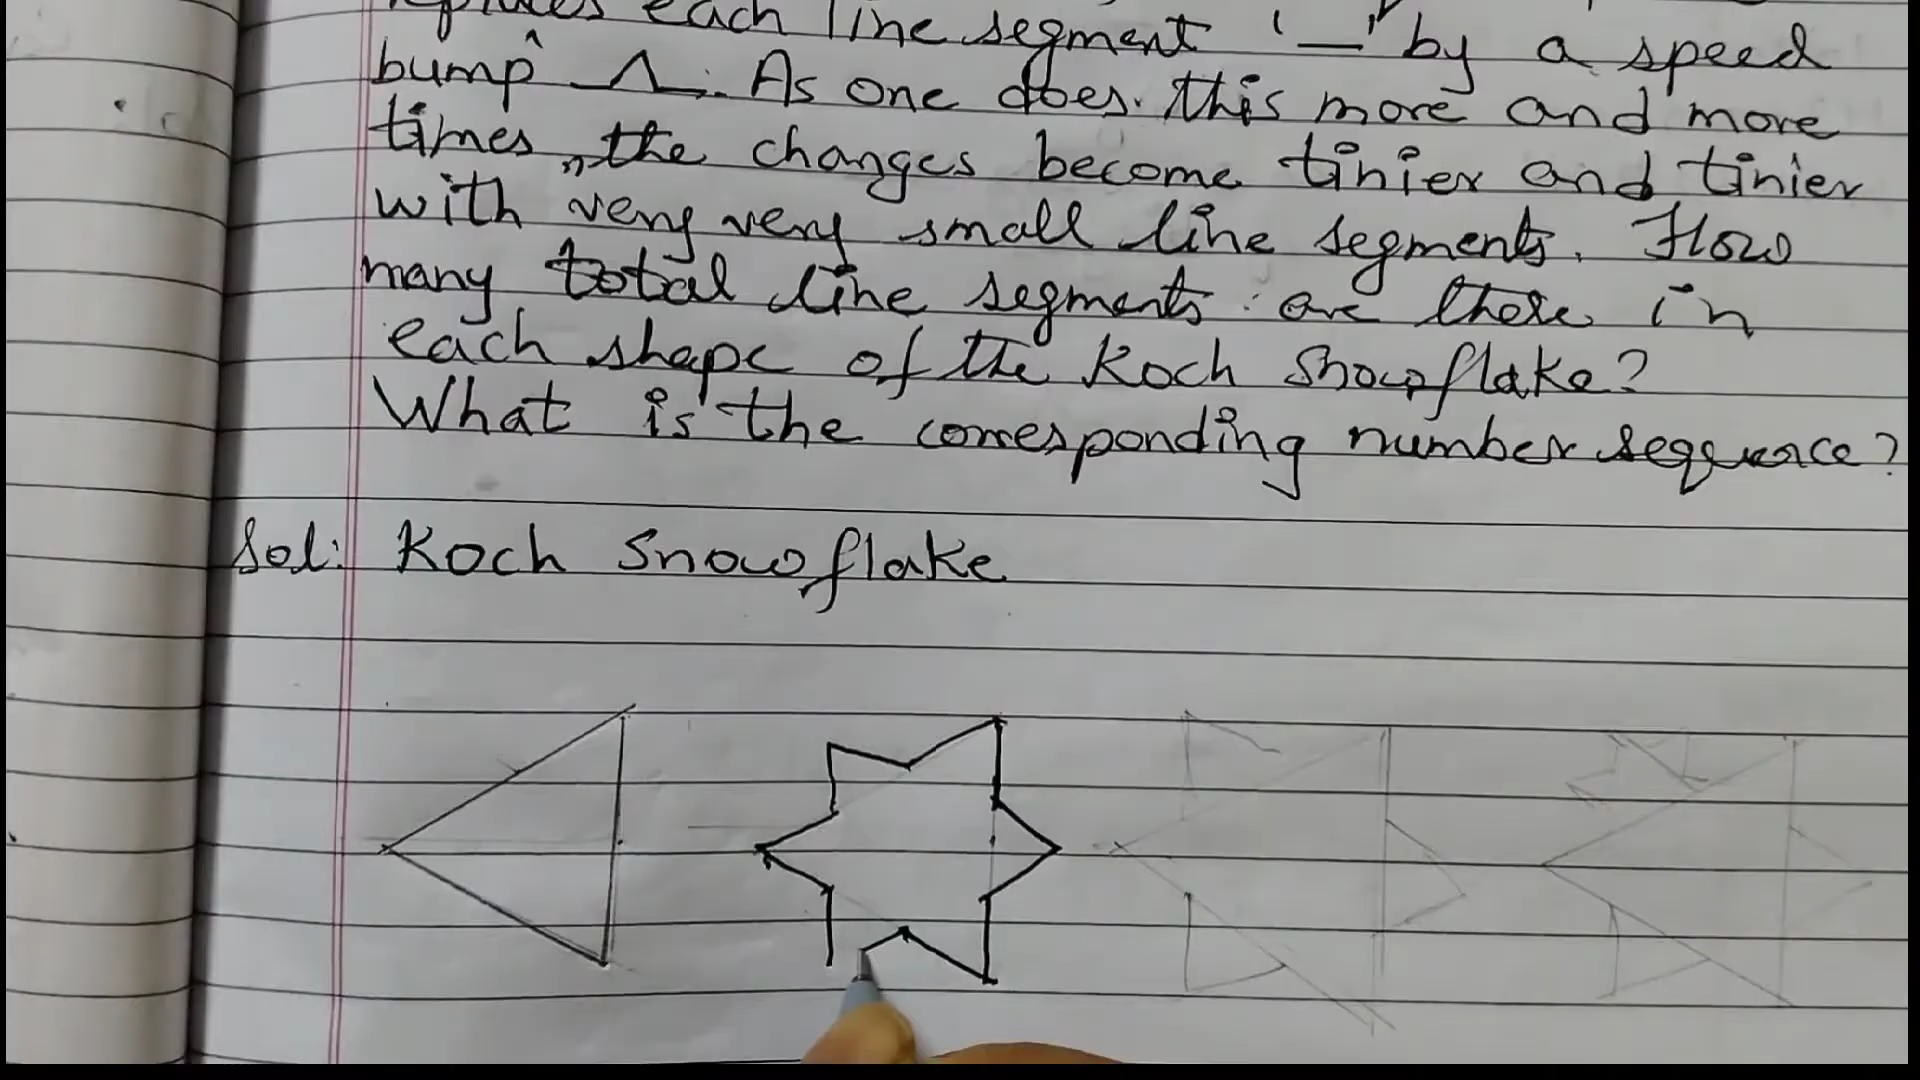 each line segment '—' by a speed
bump. As one does this more and more
times, the changes become tinier and tinier
with very very small line segments. How
many total line segments are there in
each shape of the Koch Snowflake?
What is the corresponding number sequence?
Sol: Koch Snowflake